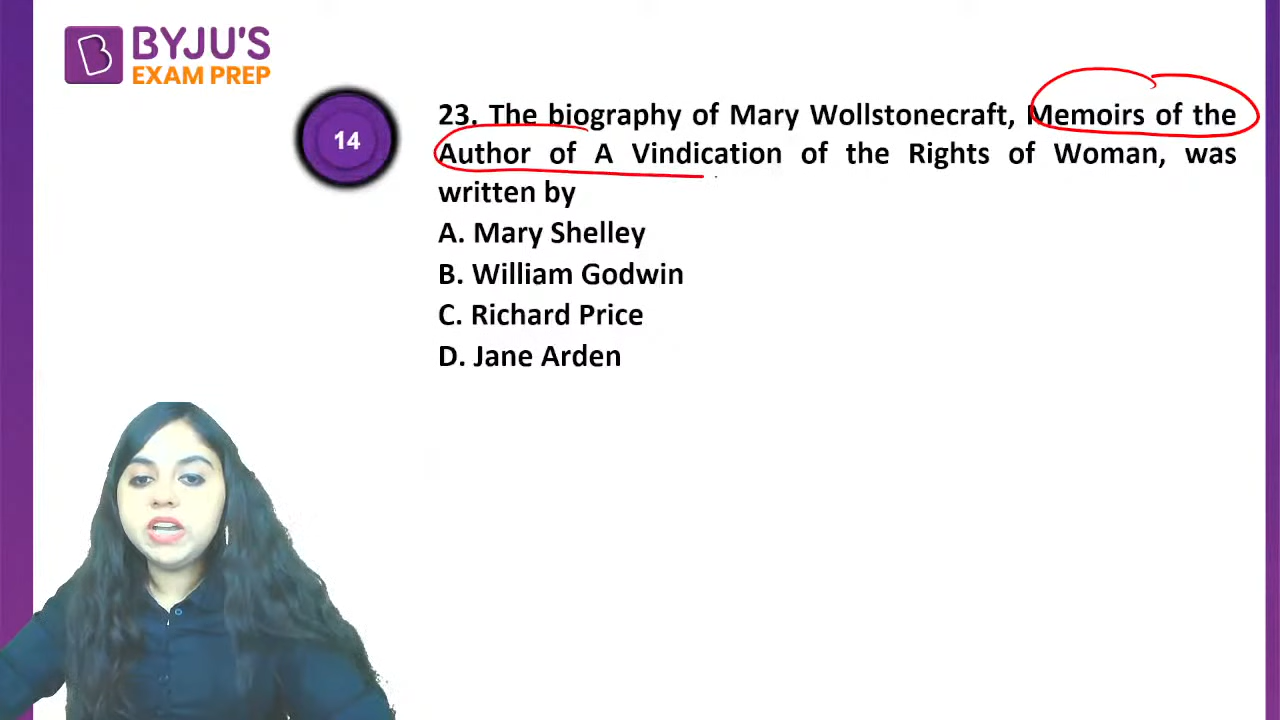 BYJU'S
EXAM PREP
14
23. The biography of Mary Wollstonecraft, Memoirs of the
Author of A Vindication of the Rights of Woman, was
written by
A. Mary Shelley
B. William Godwin
C. Richard Price
D. Jane Arden